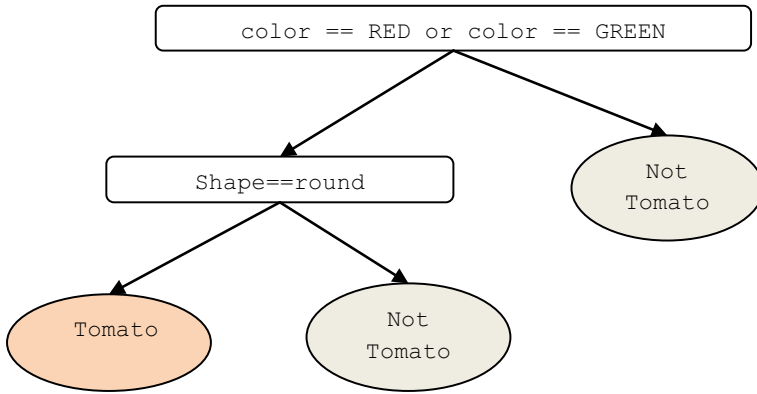 color == RED or color == GREEN
Shape==round
Not
Tomato
Tomato
Not
Tomato